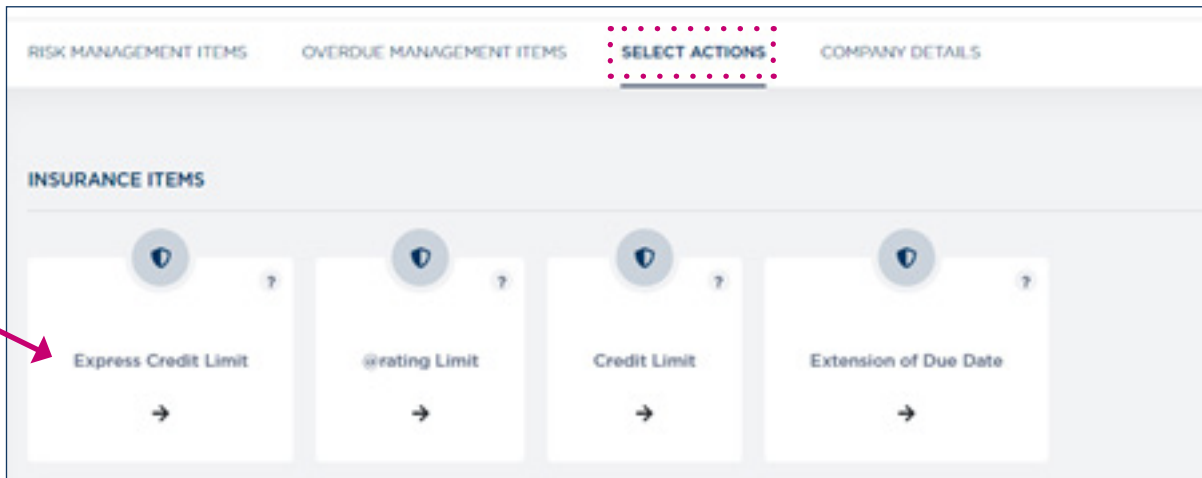 RISK MANAGEMENT ITEMS OVERDUE MANAGEMENT ITEMS SELECT ACTIONS COMPANY DETAILS
INSURANCE ITEMS
? ? ? ?
Express Credit Limit @rating Limit Credit Limit Extension of Due Date